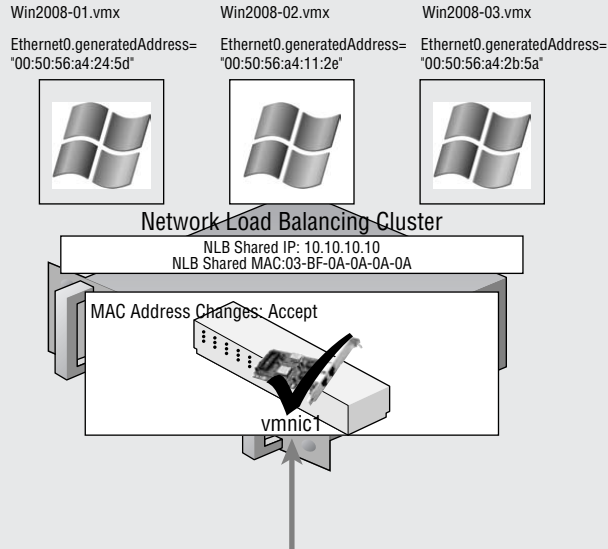 Win2008-01.vmx
Win2008-02.vmx
Win2008-03.vmx
Ethernet0.generatedAddress=
"00:50:56:a4:24:5d"
Ethernet0.generatedAddress=
"00:50:56:a4:11:2e"
Ethernet0.generatedAddress=
"00:50:56:a4:2b:5a"
Network Load Balancing Cluster
NLB Shared IP: 10.10.10.10
NLB Shared MAC:03-BF-0A-0A-0A-0A
MAC Address Changes: Accept
vmnic1